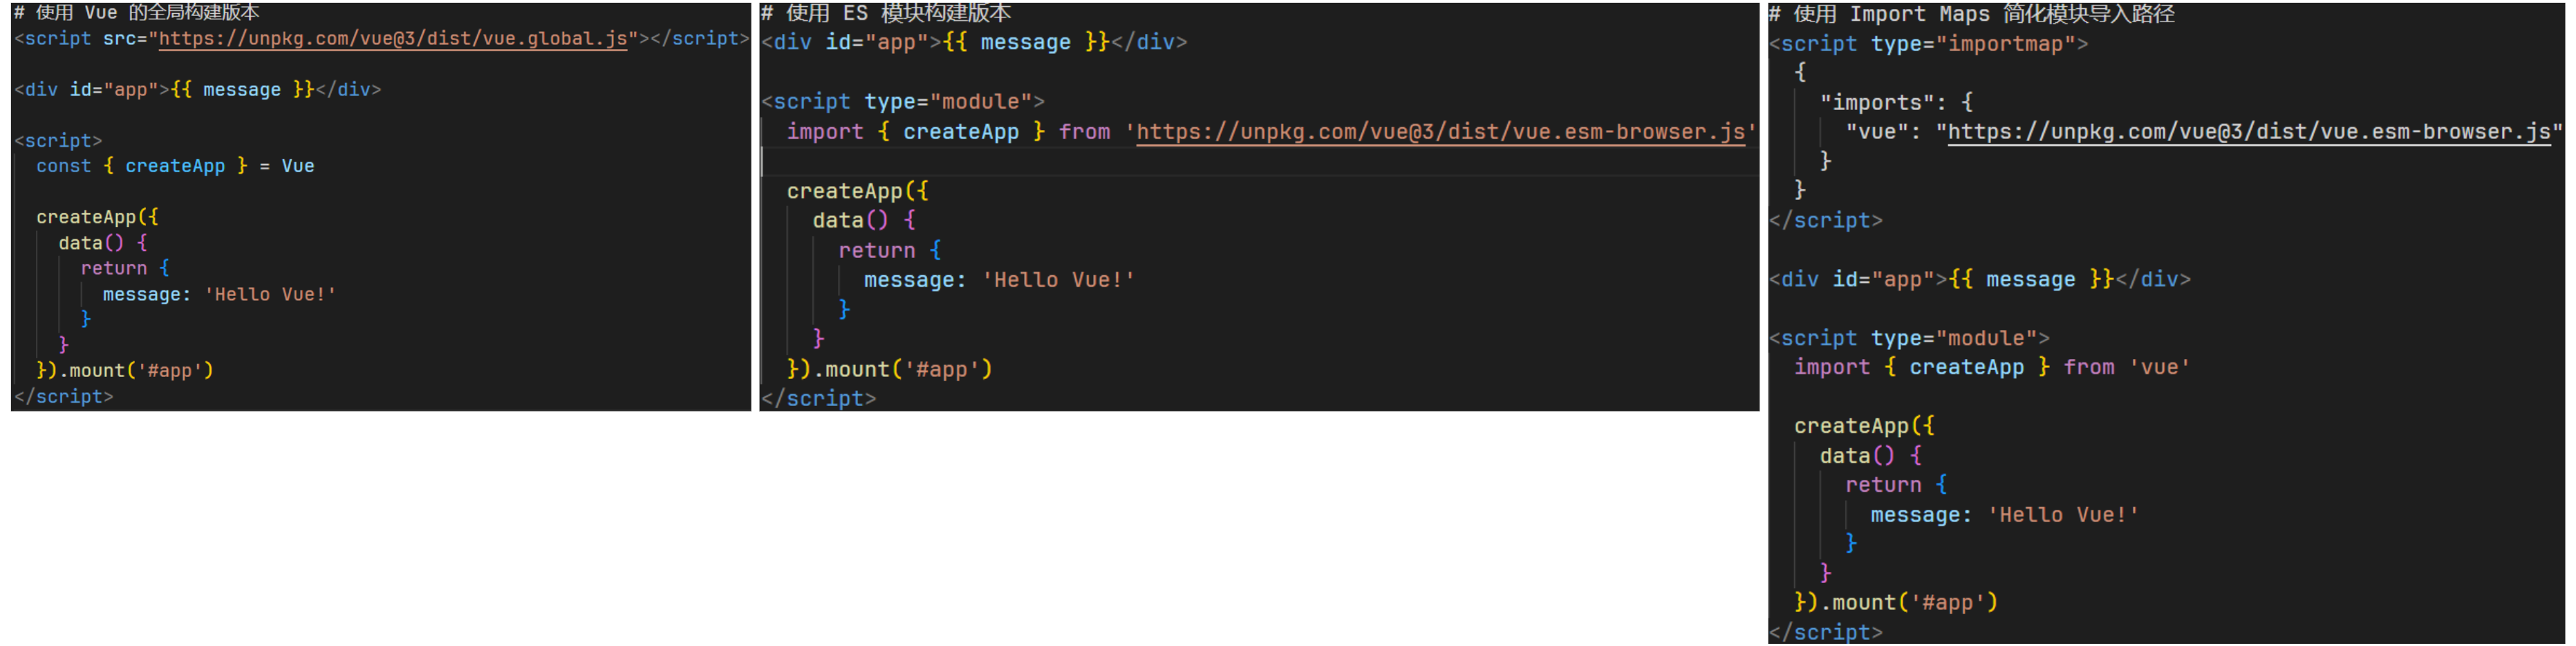 # 使用 Vue 的全局构建版本
<script src="https://unpkg.com/vue@3/dist/vue.global.js"></script>
<div id="app">{{ message }}</div>
<script>
  const { createApp } = Vue
  createApp({
    data() {
      return {
        message: 'Hello Vue!'
      }
    }
  }).mount('#app')
</script>
# 使用 ES 模块构建版本
<div id="app">{{ message }}</div>
<script type="module">
  import { createApp } from 'https://unpkg.com/vue@3/dist/vue.esm-browser.js'
  createApp({
    data() {
      return {
        message: 'Hello Vue!'
      }
    }
  }).mount('#app')
</script>
# 使用 Import Maps 简化模块导入路径
<script type="importmap">
  {
    "imports": {
      "vue": "https://unpkg.com/vue@3/dist/vue.esm-browser.js"
    }
  }
</script>
<div id="app">{{ message }}</div>
<script type="module">
  import { createApp } from 'vue'
  createApp({
    data() {
      return {
        message: 'Hello Vue!'
      }
    }
  }).mount('#app')
</script>